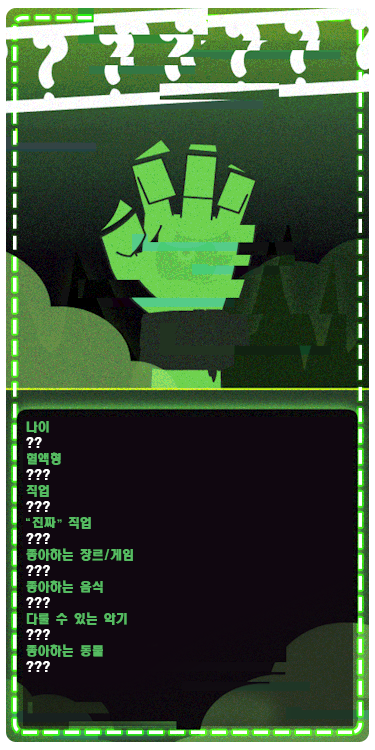 ????
나이
??
혈액형
???
직업
???
“진짜” 직업
???
좋아하는 장르/게임
???
좋아하는 음식
???
다룰 수 있는 악기
???
좋아하는 동물
???